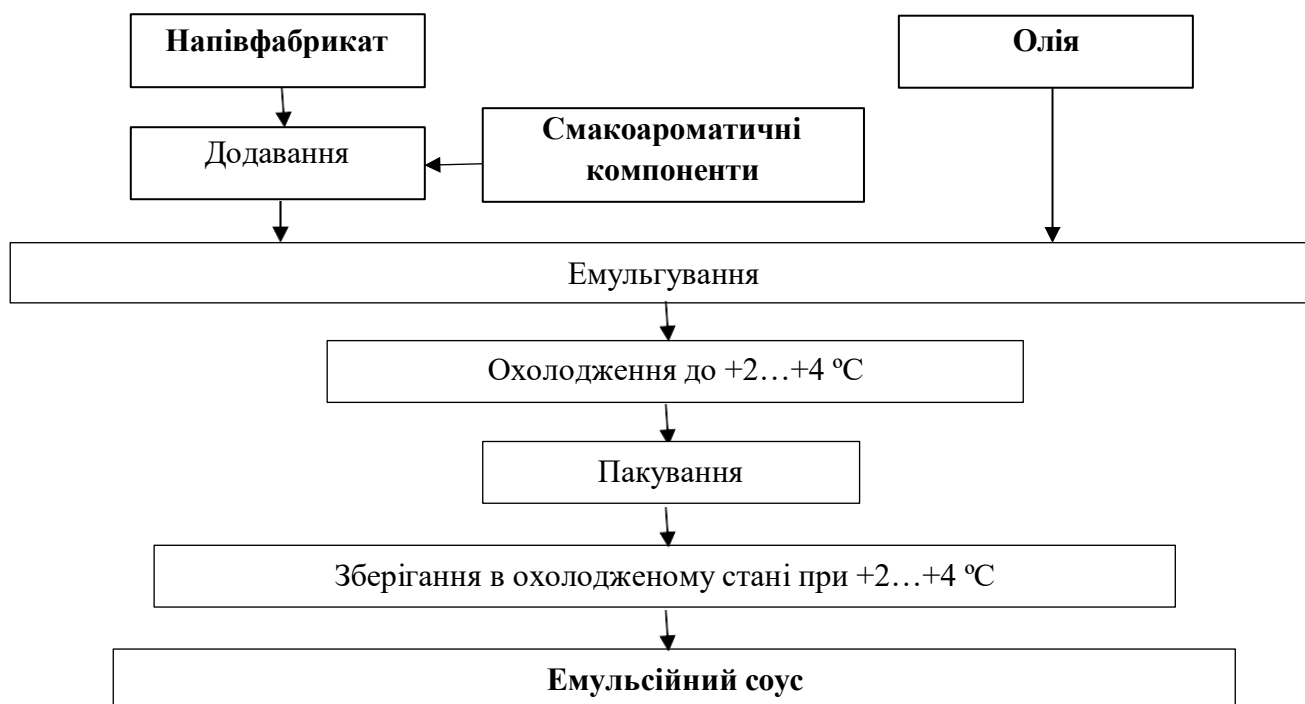 Напівфабрикат
Олія
Смакоароматичні
компоненти
Додавання
Емульгування
Охолодження до +2…+4 ºС
Пакування
Зберігання в охолодженому стані при +2…+4 ºС
Емульсійний соус